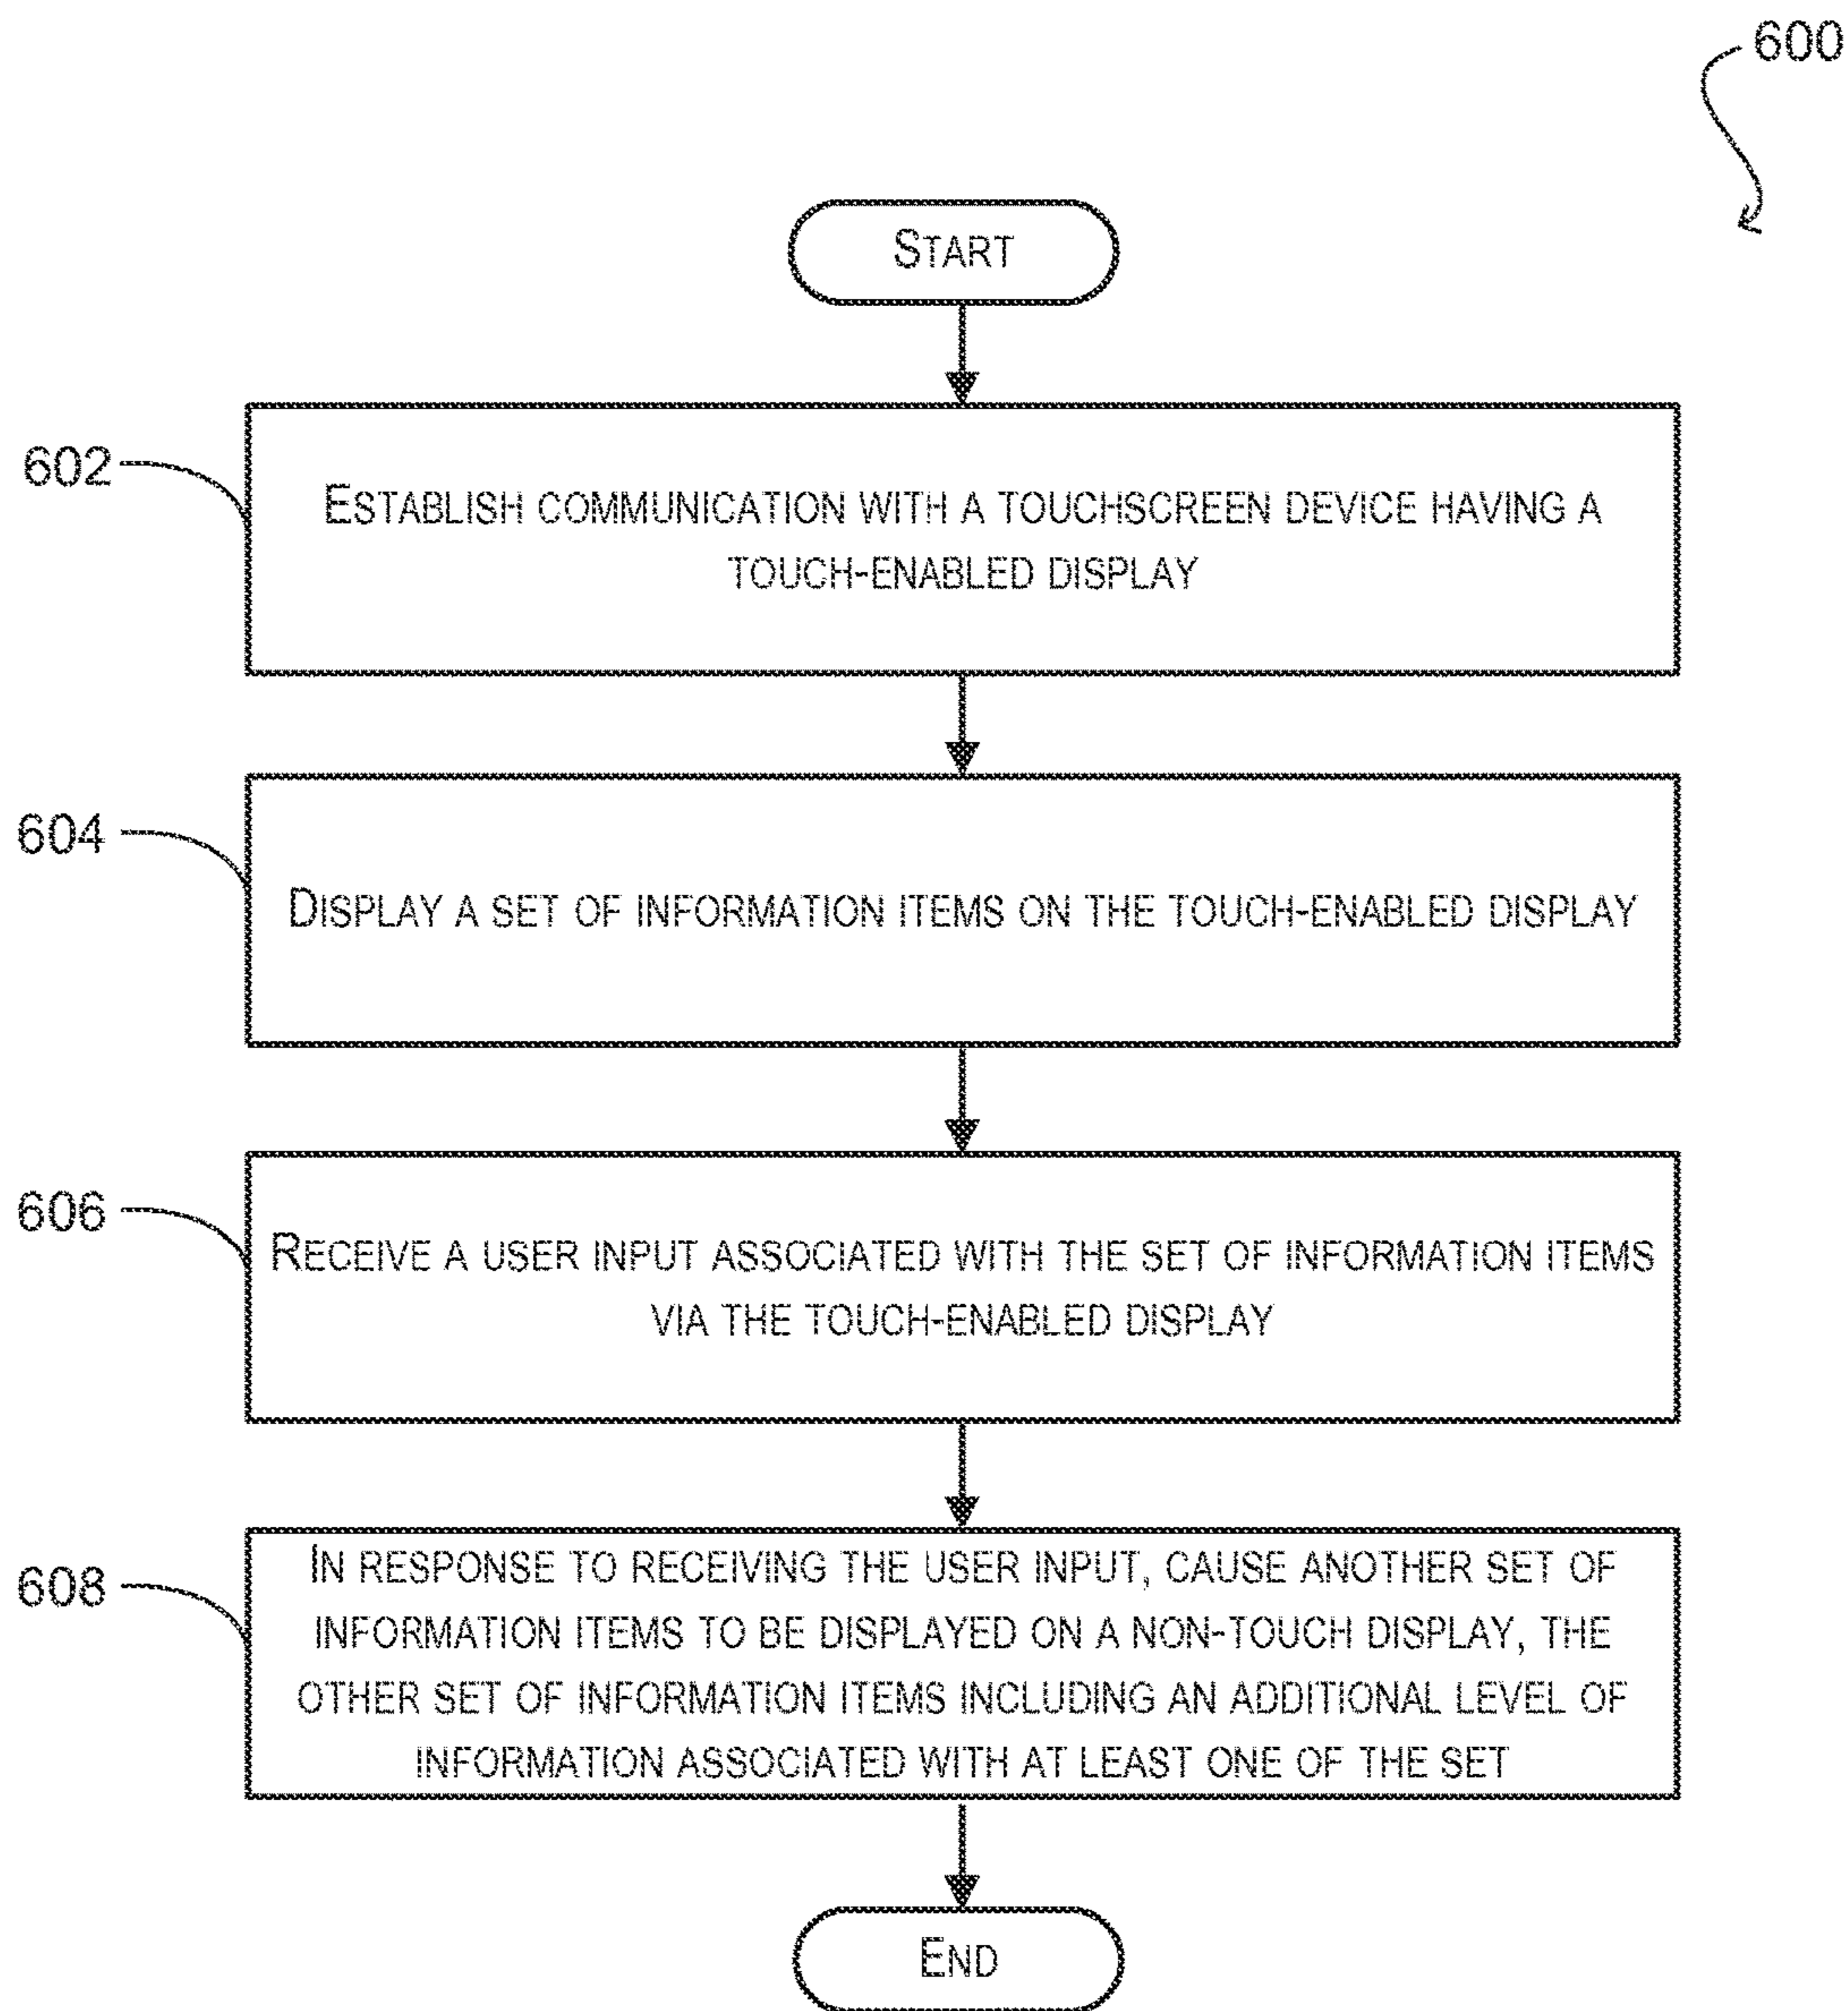 600
START
602
ESTABLISH COMMUNICATION WITH A TOUCHSCREEN DEVICE HAVING A
TOUCH-ENABLED DISPLAY
604
DISPLAY A SET OF INFORMATION ITEMS ON THE TOUCH-ENABLED DISPLAY
606
RECEIVE A USER INPUT ASSOCIATED WITH THE SET OF INFORMATION ITEMS
VIA THE TOUCH-ENABLED DISPLAY
608
IN RESPONSE TO RECEIVING THE USER INPUT, CAUSE ANOTHER SET OF
INFORMATION ITEMS TO BE DISPLAYED ON A NON-TOUCH DISPLAY, THE
OTHER SET OF INFORMATION ITEMS INCLUDING AN ADDITIONAL LEVEL OF
INFORMATION ASSOCIATED WITH AT LEAST ONE OF THE SET
END